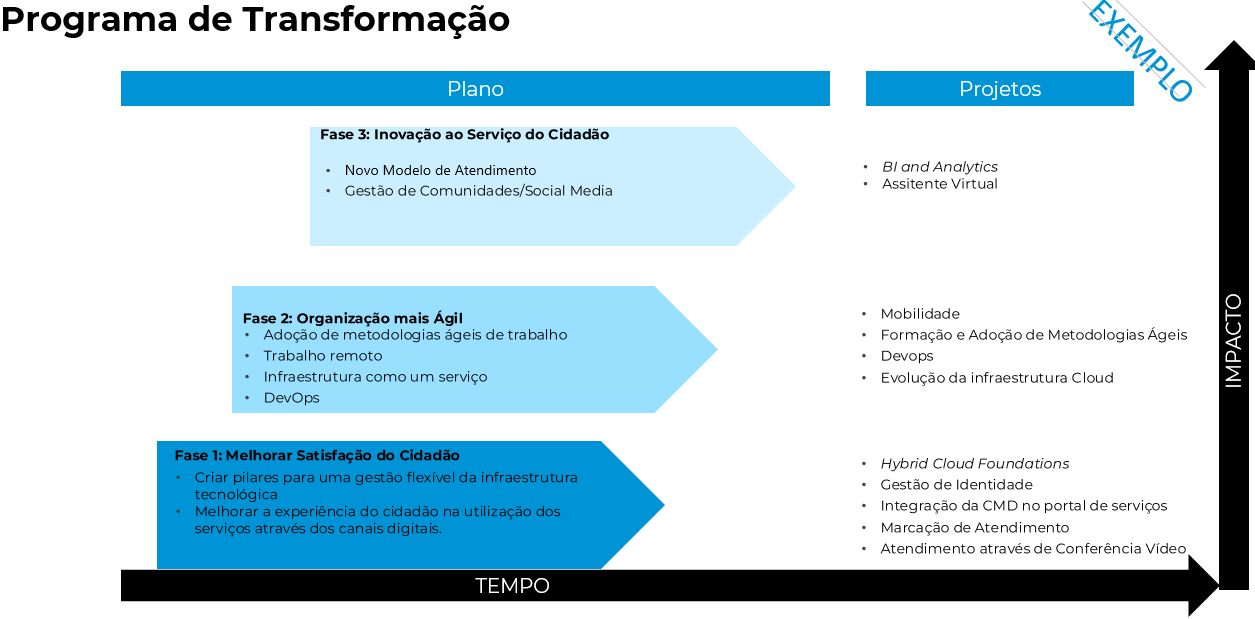 Programa de Transformação
EXEMPLO
Plano
Projetos
Fase 3: Inovação ao Serviço do Cidadão
• Novo Modelo de Atendimento
• Gestão de Comunidades/Social Media
• BI and Analytics
• Assitente Virtual
Fase 2: Organização mais Ágil
• Adoção de metodologias ágeis de trabalho
• Trabalho remoto
• Infraestrutura como um serviço
• DevOps
• Mobilidade
• Formação e Adoção de Metodologias Ágeis
• Devops
• Evolução da infraestrutura Cloud
Fase 1: Melhorar Satisfação do Cidadão
• Criar pilares para uma gestão flexível da infraestrutura
tecnológica
• Melhorar a experiência do cidadão na utilização dos
serviços através dos canais digitais.
• Hybrid Cloud Foundations
• Gestão de Identidade
• Integração da CMD no portal de serviços
• Marcação de Atendimento
• Atendimento através de Conferência Vídeo
TEMPO
IMPACTO